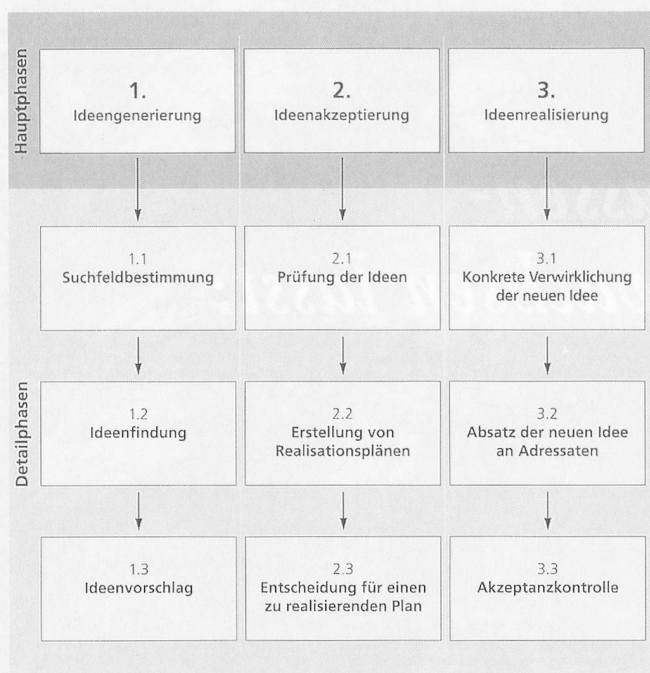 Hauptphasen
1.
Ideengenerierung
2.
Ideenakzeptierung
3.
Ideenrealisierung
Detailphasen
1.1
Suchfeldbestimmung
2.1
Prüfung der Ideen
3.1
Konkrete Verwirklichung
der neuen Idee
1.2
Ideenfindung
2.2
Erstellung von
Realisationsplänen
3.2
Absatz der neuen Idee
an Adressaten
1.3
Ideenvorschlag
2.3
Entscheidung für einen
zu realisierenden Plan
3.3
Akzeptanzkontrolle